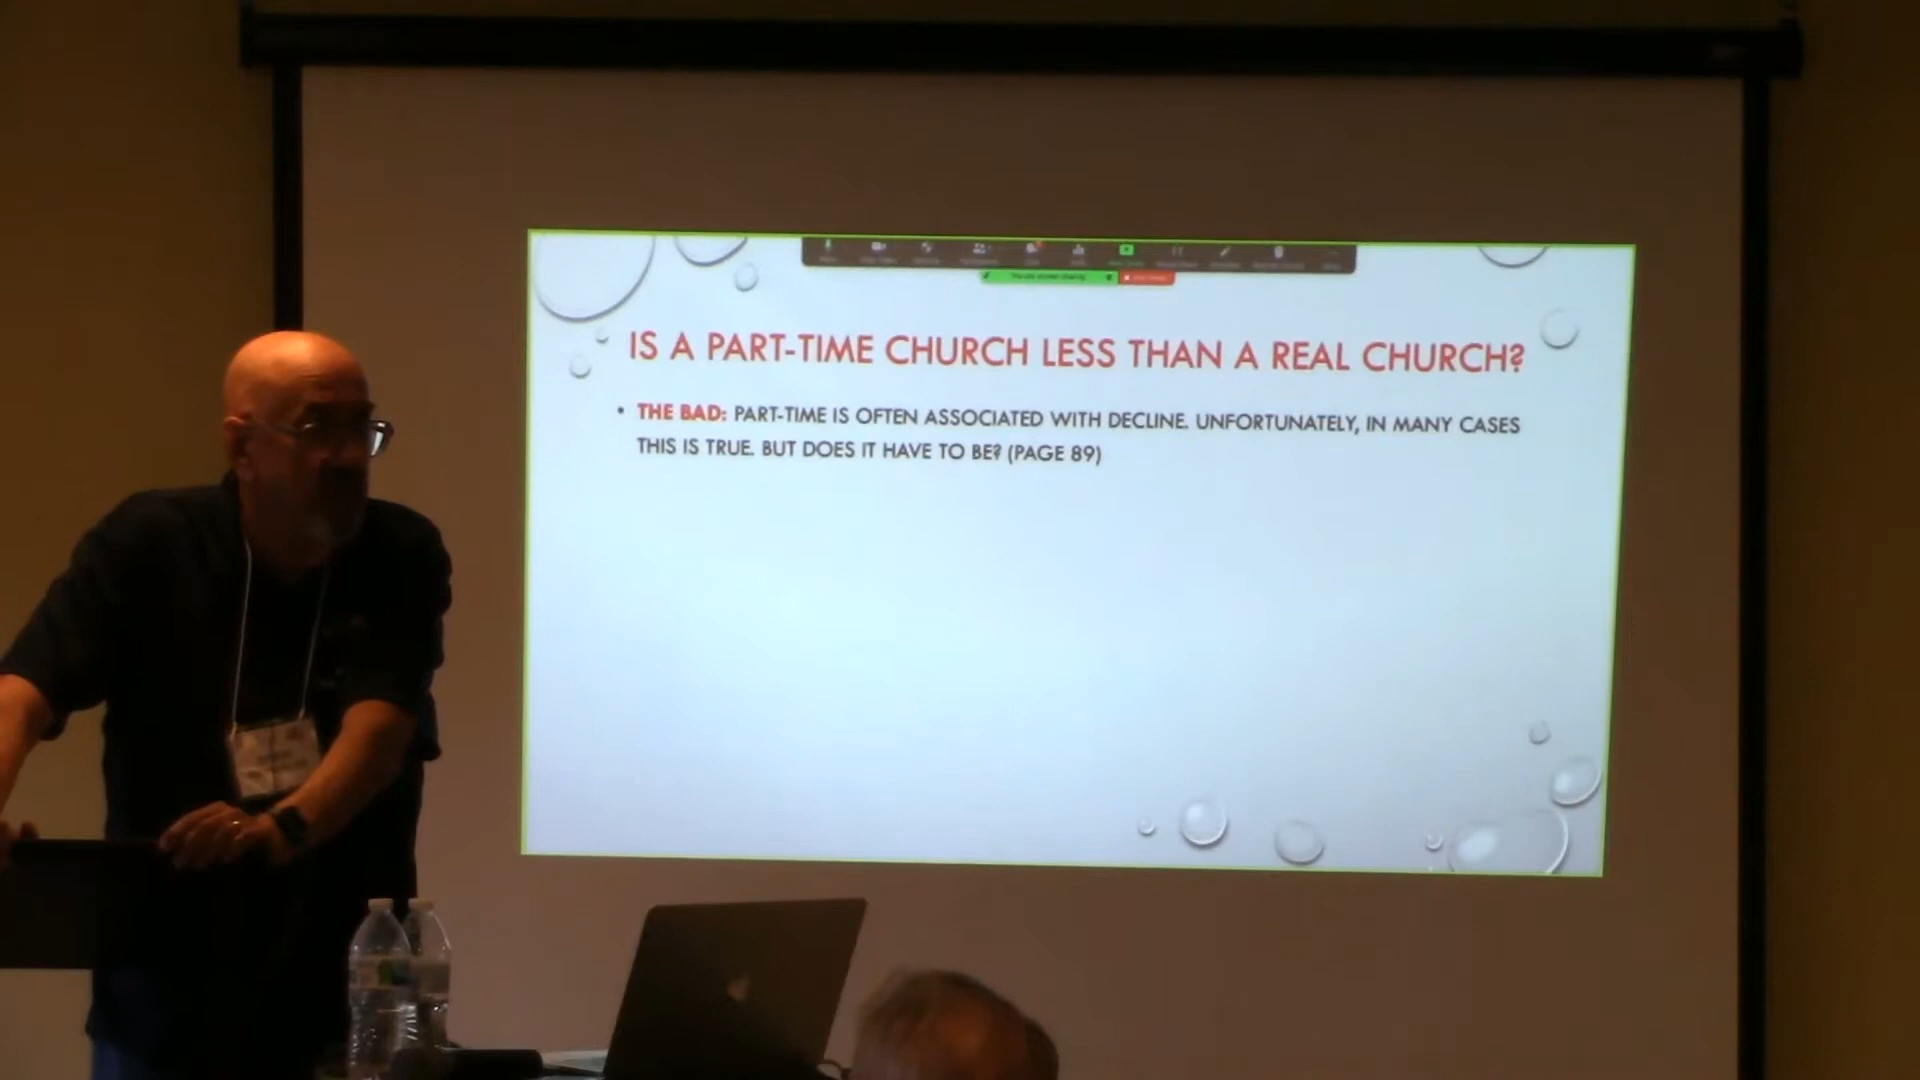 IS A PART-TIME CHURCH LESS THAN A REAL CHURCH?
• THE BAD: PART-TIME IS OFTEN ASSOCIATED WITH DECLINE. UNFORTUNATELY, IN MANY CASES
THIS IS TRUE. BUT DOES IT HAVE TO BE? (PAGE 89)